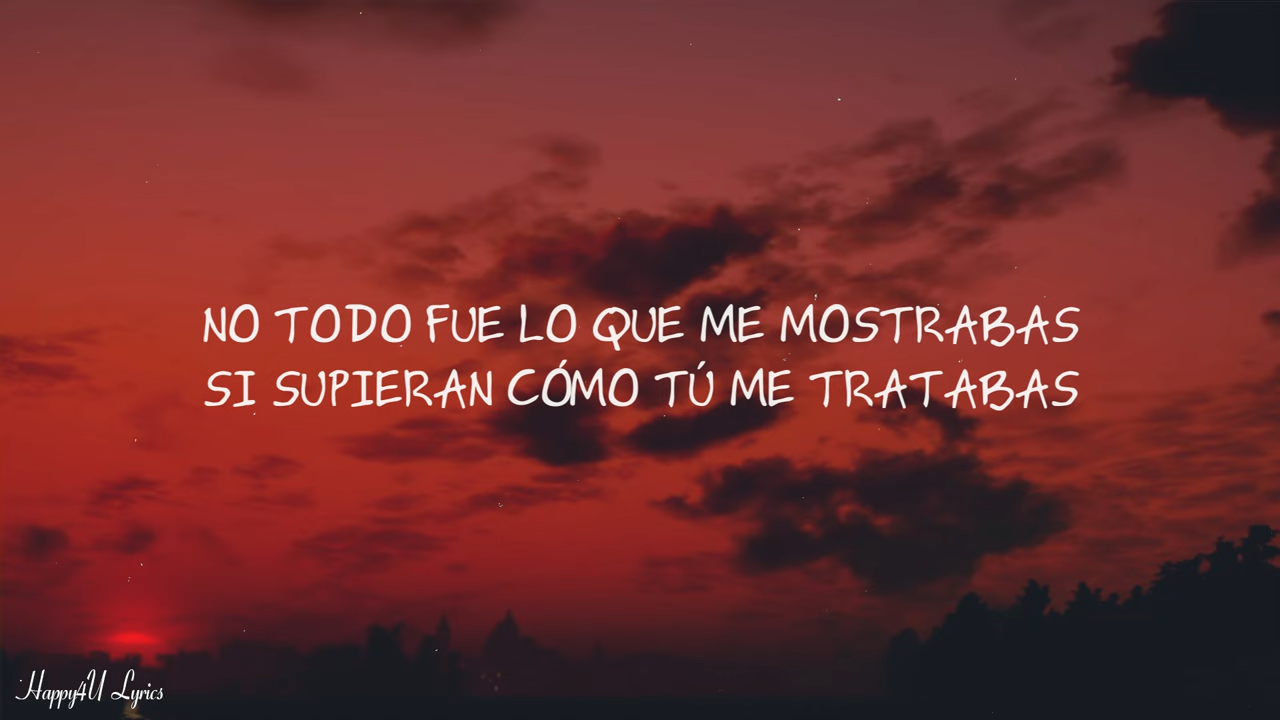 NO TODO FUE LO QUE ME MOSTRABAS
SI SUPIERAN CÓMO TÚ ME TRATABAS
Happy4U Lyrics